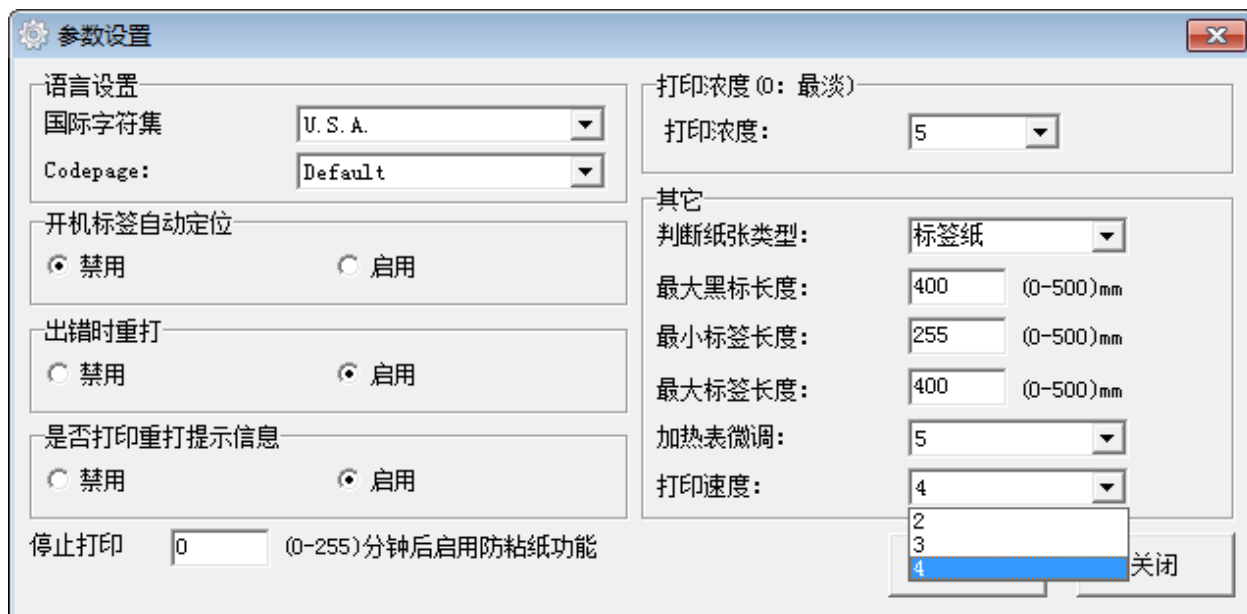 参数设置
语言设置
国际字符集 U.S.A.
Codepage: Default
开机标签自动定位
禁用 启用
出错时重打
禁用 启用
是否打印重打提示信息
禁用 启用
停止打印 0 (0-255)分钟后启用防粘纸功能
打印浓度(0: 最淡)
打印浓度: 5
其它
判断纸张类型: 标签纸
最大黑标长度: 400 (0-500)mm
最小标签长度: 255 (0-500)mm
最大标签长度: 400 (0-500)mm
加热表微调: 5
打印速度: 4
2
3
4
关闭